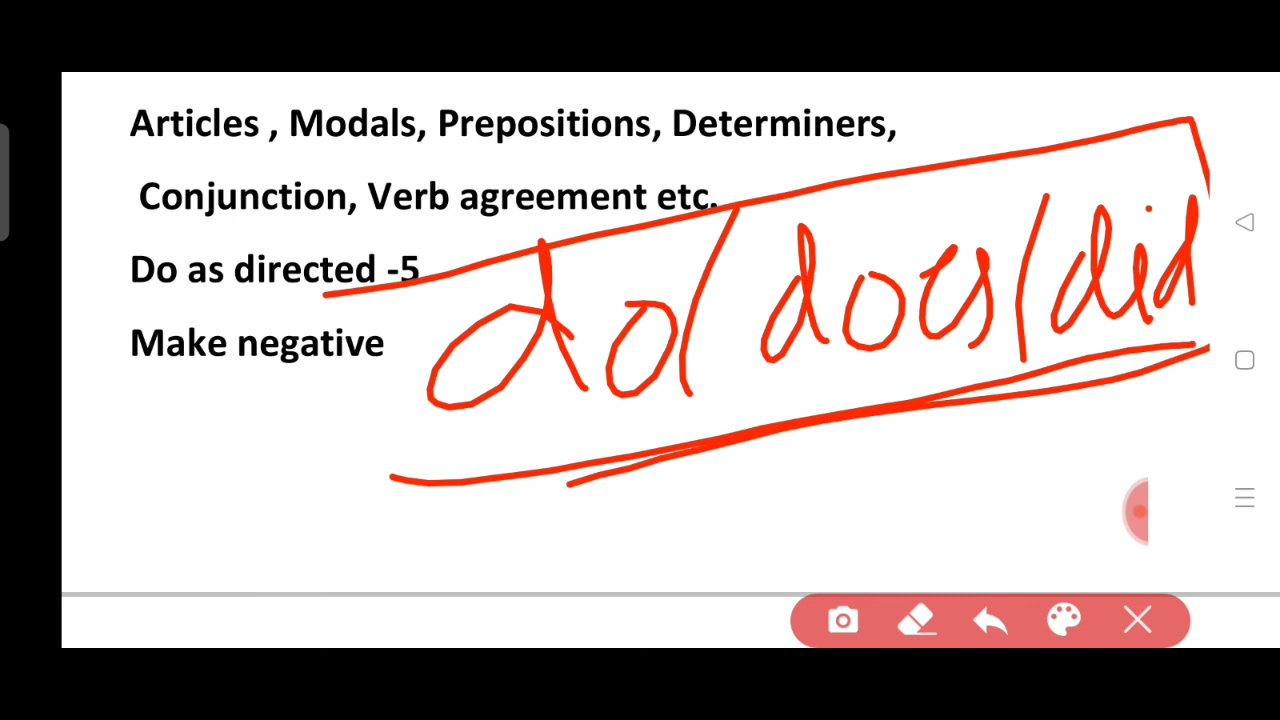 Articles , Modals, Prepositions, Determiners,
Conjunction, Verb agreement etc.
Do as directed -5
Make negative
do/does/did